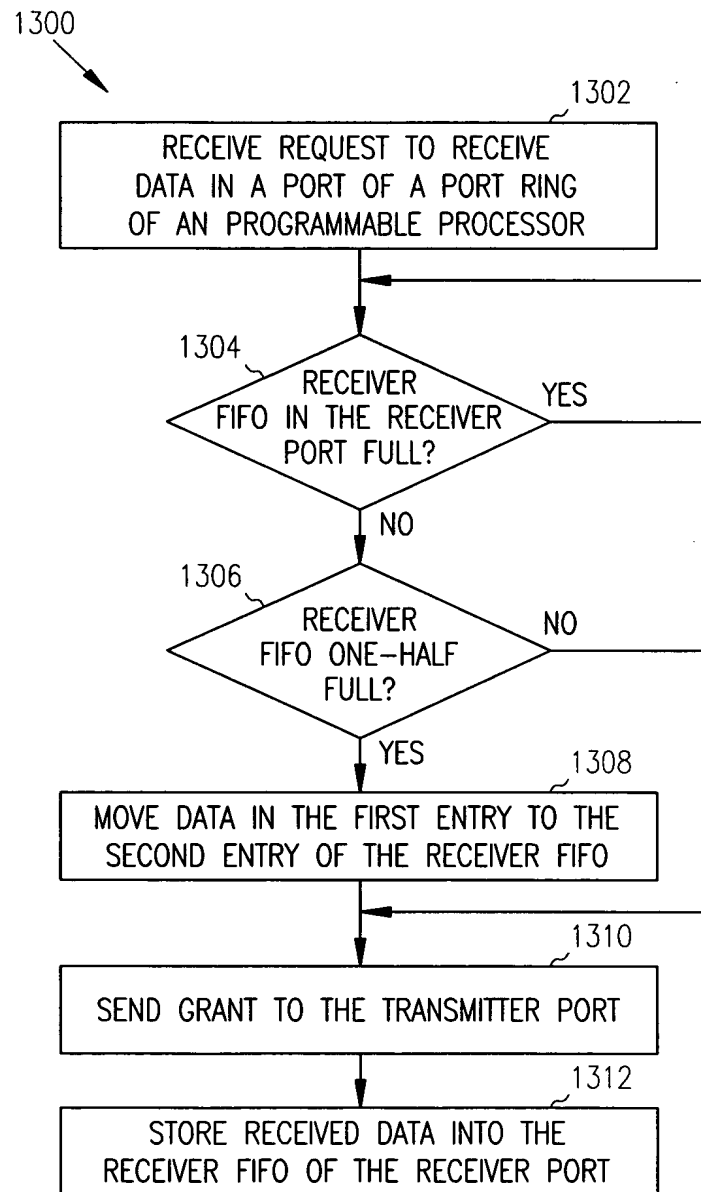 1300
1302
RECEIVE REQUEST TO RECEIVE
DATA IN A PORT OF A PORT RING
OF AN PROGRAMMABLE PROCESSOR
1304
RECEIVER
FIFO IN THE RECEIVER
PORT FULL?
YES
NO
1306
RECEIVER
FIFO ONE-HALF
FULL?
NO
YES
1308
MOVE DATA IN THE FIRST ENTRY TO THE
SECOND ENTRY OF THE RECEIVER FIFO
1310
SEND GRANT TO THE TRANSMITTER PORT
1312
STORE RECEIVED DATA INTO THE
RECEIVER FIFO OF THE RECEIVER PORT